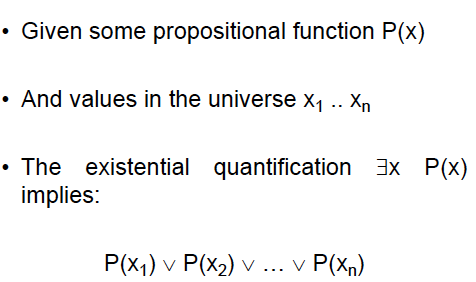 • Given some propositional function P(x)
• And values in the universe x₁ .. xₙ
• The existential quantification ∃x P(x)
implies:
P(x₁) ∨ P(x₂) ∨ … ∨ P(xₙ)